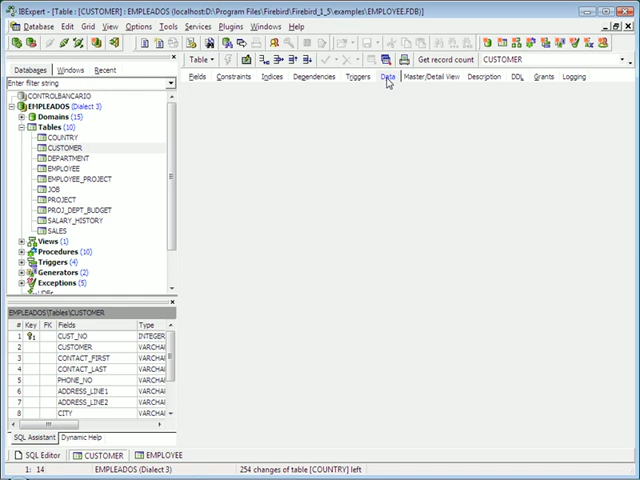 IBExpert - [Table : [CUSTOMER] - EMPLEADOS (localhost:D:\Program Files\Firebird\Firebird_1_5\examples\EMPLOYEE.FDB)]
Database Edit Grid View Options Tools Services Plugins Windows Help
Table Get record count CUSTOMER
Databases Windows Recent
Fields Constraints Indices Dependencies Triggers Data Master/Detail View Description DDL Grants Logging
Enter filter string
CONTROLBANCARIO
EMPLEADOS (Dialect 3)
Domains (15)
Tables (10)
COUNTRY
CUSTOMER
DEPARTMENT
EMPLOYEE
EMPLOYEE_PROJECT
JOB
PROJECT
PROJ_DEPT_BUDGET
SALARY_HISTORY
SALES
Views (1)
Procedures (10)
Triggers (4)
Generators (2)
Exceptions (5)
EMPLEADOS\Tables\CUSTOMER
# Key FK Fields Type
1 CUST_NO INTEGER
2 CUSTOMER VARCHA
3 CONTACT_FIRST VARCHA
4 CONTACT_LAST VARCHA
5 PHONE_NO VARCHA
6 ADDRESS_LINE1 VARCHA
7 ADDRESS_LINE2 VARCHA
8 CITY VARCHA
SQL Assistant Dynamic Help
SQL Editor CUSTOMER EMPLOYEE
1: 14 EMPLEADOS (Dialect 3) 254 changes of table [COUNTRY] left